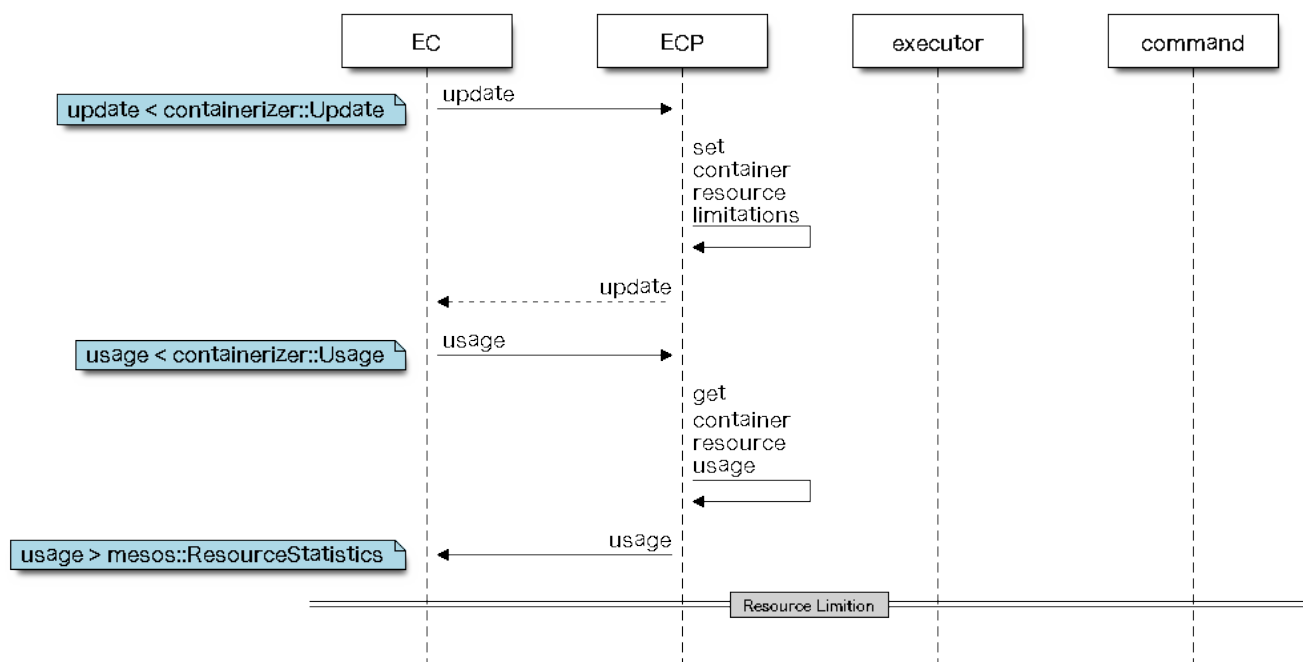 EC
ECP
executor
command
update < containerizer::Update
update
set
container
resource
limitations
update
usage < containerizer::Usage
usage
get
container
resource
usage
usage > mesos::ResourceStatistics
usage
Resource Limition